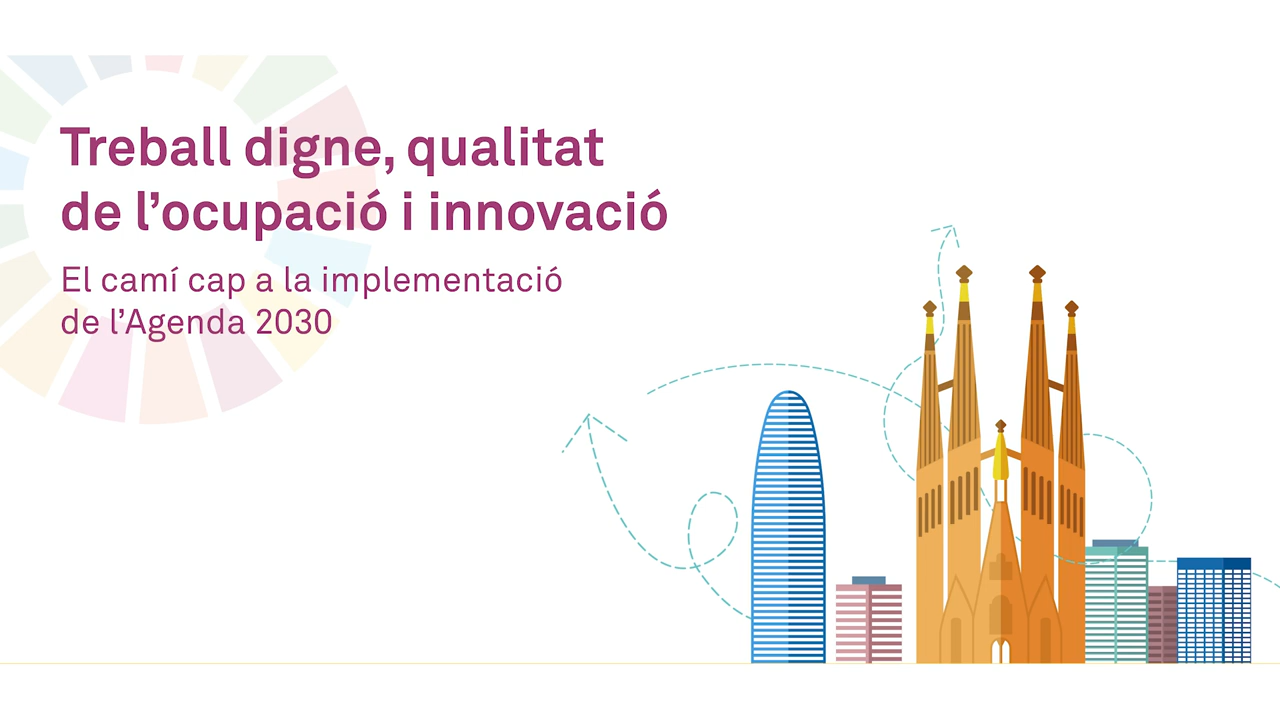 Treball digne, qualitat
de l’ocupació i innovació
El camí cap a la implementació
de l’Agenda 2030